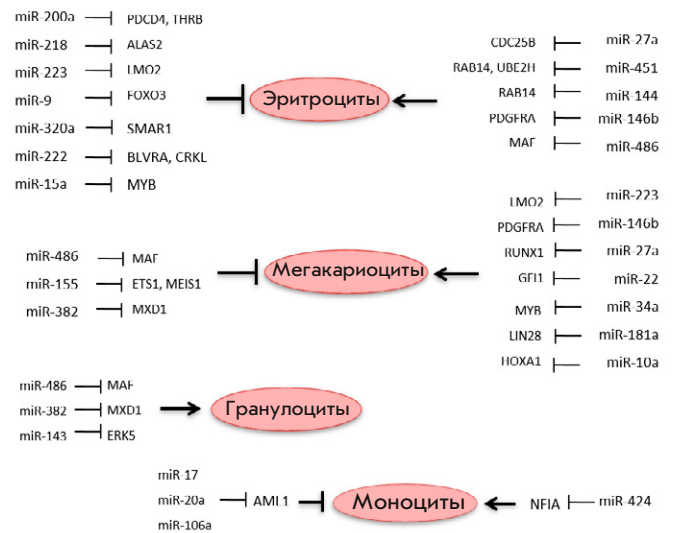 miR-200a PDCD4, THRB
miR-218 ALAS2
miR-223 LMO2
miR-9 FOXO3
miR-320a SMAR1
miR-222 BLVRA, CRKL
miR-15a MYB
Эритроциты
CDC25B miR-27a
RAB14, UBE2H miR-451
RAB14 miR-144
PDGFRA miR-146b
MAF miR-486
miR-486 MAF
miR-155 ETS1, MEIS1
miR-382 MXD1
Мегакариоциты
LMO2 miR-223
PDGFRA miR-146b
RUNX1 miR-27a
GFI1 miR-22
MYB miR-34a
LIN28 miR-181a
HOXA1 miR-10a
miR-486 MAF
miR-382 MXD1
miR-143 ERK5
Гранулоциты
miR-17
miR-20a AML1
miR-106a
Моноциты
NFIA miR-424